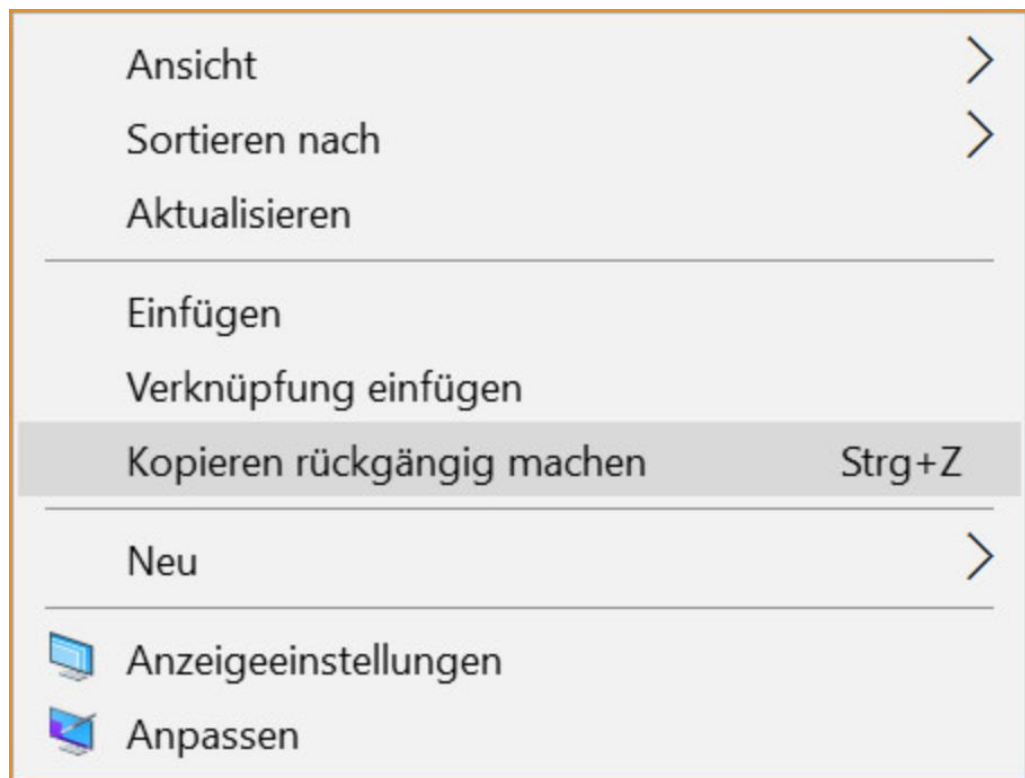 Ansicht
Sortieren nach
Aktualisieren
Einfügen
Verknüpfung einfügen
Kopieren rückgängig machen Strg+Z
Neu
Anzeigeeinstellungen
Anpassen